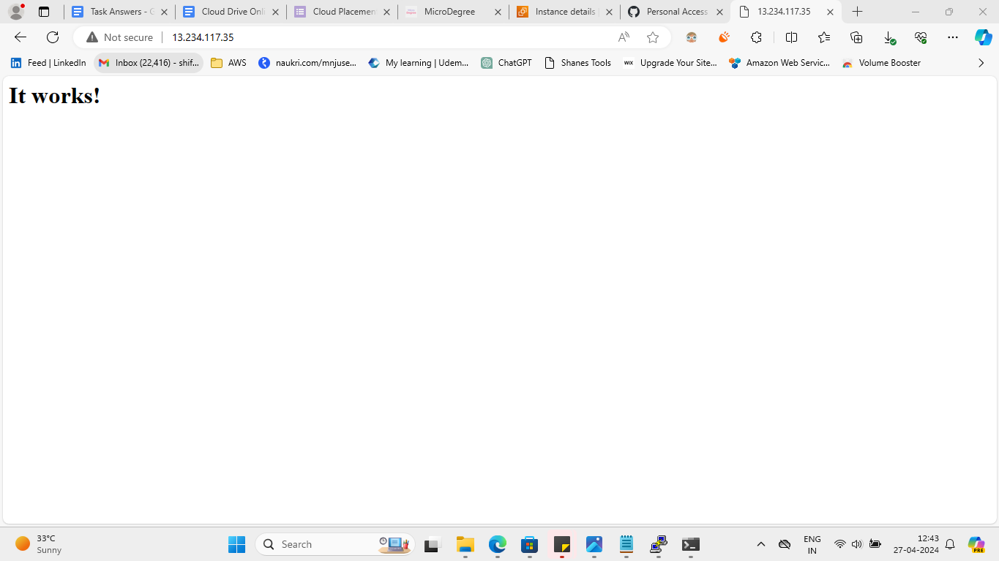 Task Answers - G
Cloud Drive Onli
Cloud Placemen
MicroDegree
Instance details
Personal Access
13.234.117.35
Not secure
13.234.117.35
Feed | LinkedIn
Inbox (22,416) - shif...
AWS
naukri.com/mnjuse...
My learning | Udem...
ChatGPT
Shanes Tools
WIX
Upgrade Your Site...
Amazon Web Servic...
Volume Booster
It works!
33°C
Sunny
Search
ENG
IN
12:43
27-04-2024
PRE